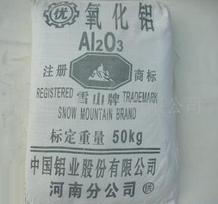 优 氧化铝
Al2O3
注册 商标
REGISTERED 雪山牌 TRADEMARK
SNOW MOUNTAIN BRAND
标定重量 50kg
中国铝业股份有限公司
河南分公司